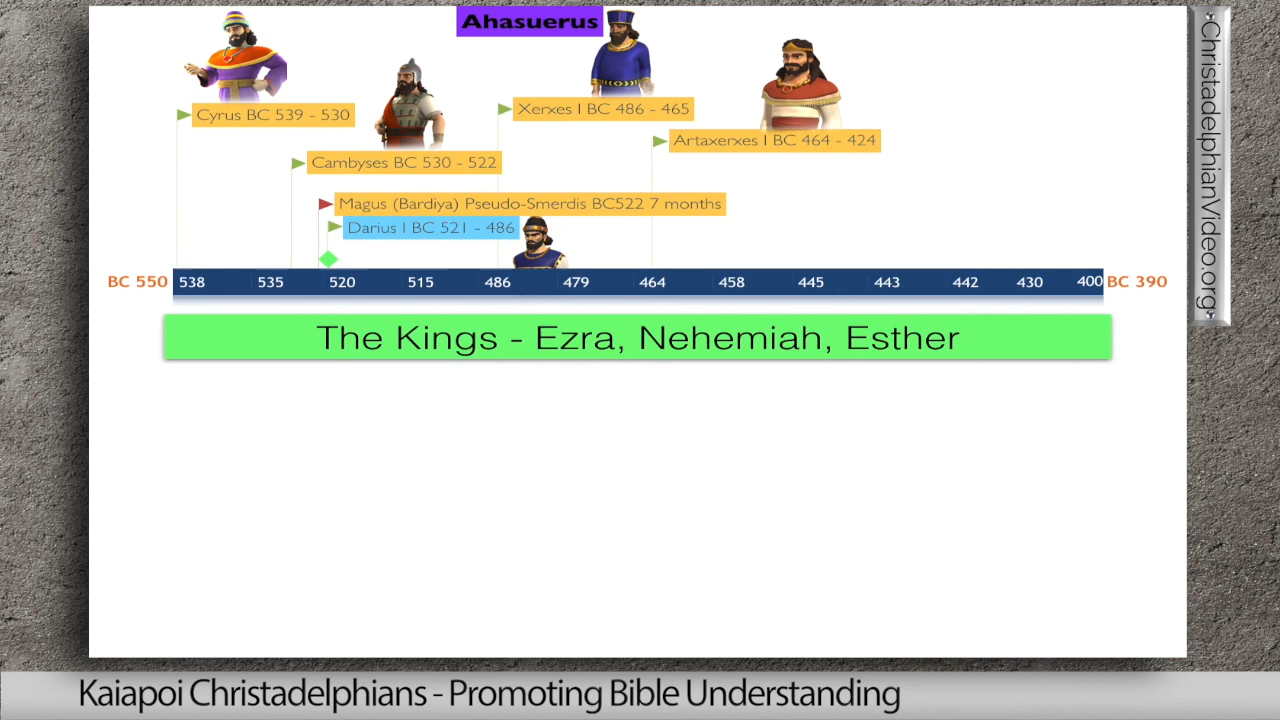 Ahasuerus
Cyrus BC 539 - 530
Xerxes I BC 486 - 465
Artaxerxes I BC 464 - 424
Cambyses BC 530 - 522
Magus (Bardiya) Pseudo-Smerdis BC522 7 months
Darius I BC 521 - 486
BC 550 538 535 520 515 486 479 464 458 445 443 442 430 400 BC 390
The Kings - Ezra, Nehemiah, Esther
ChristadelphianVideo.org
Kaiapoi Christadelphians - Promoting Bible Understanding